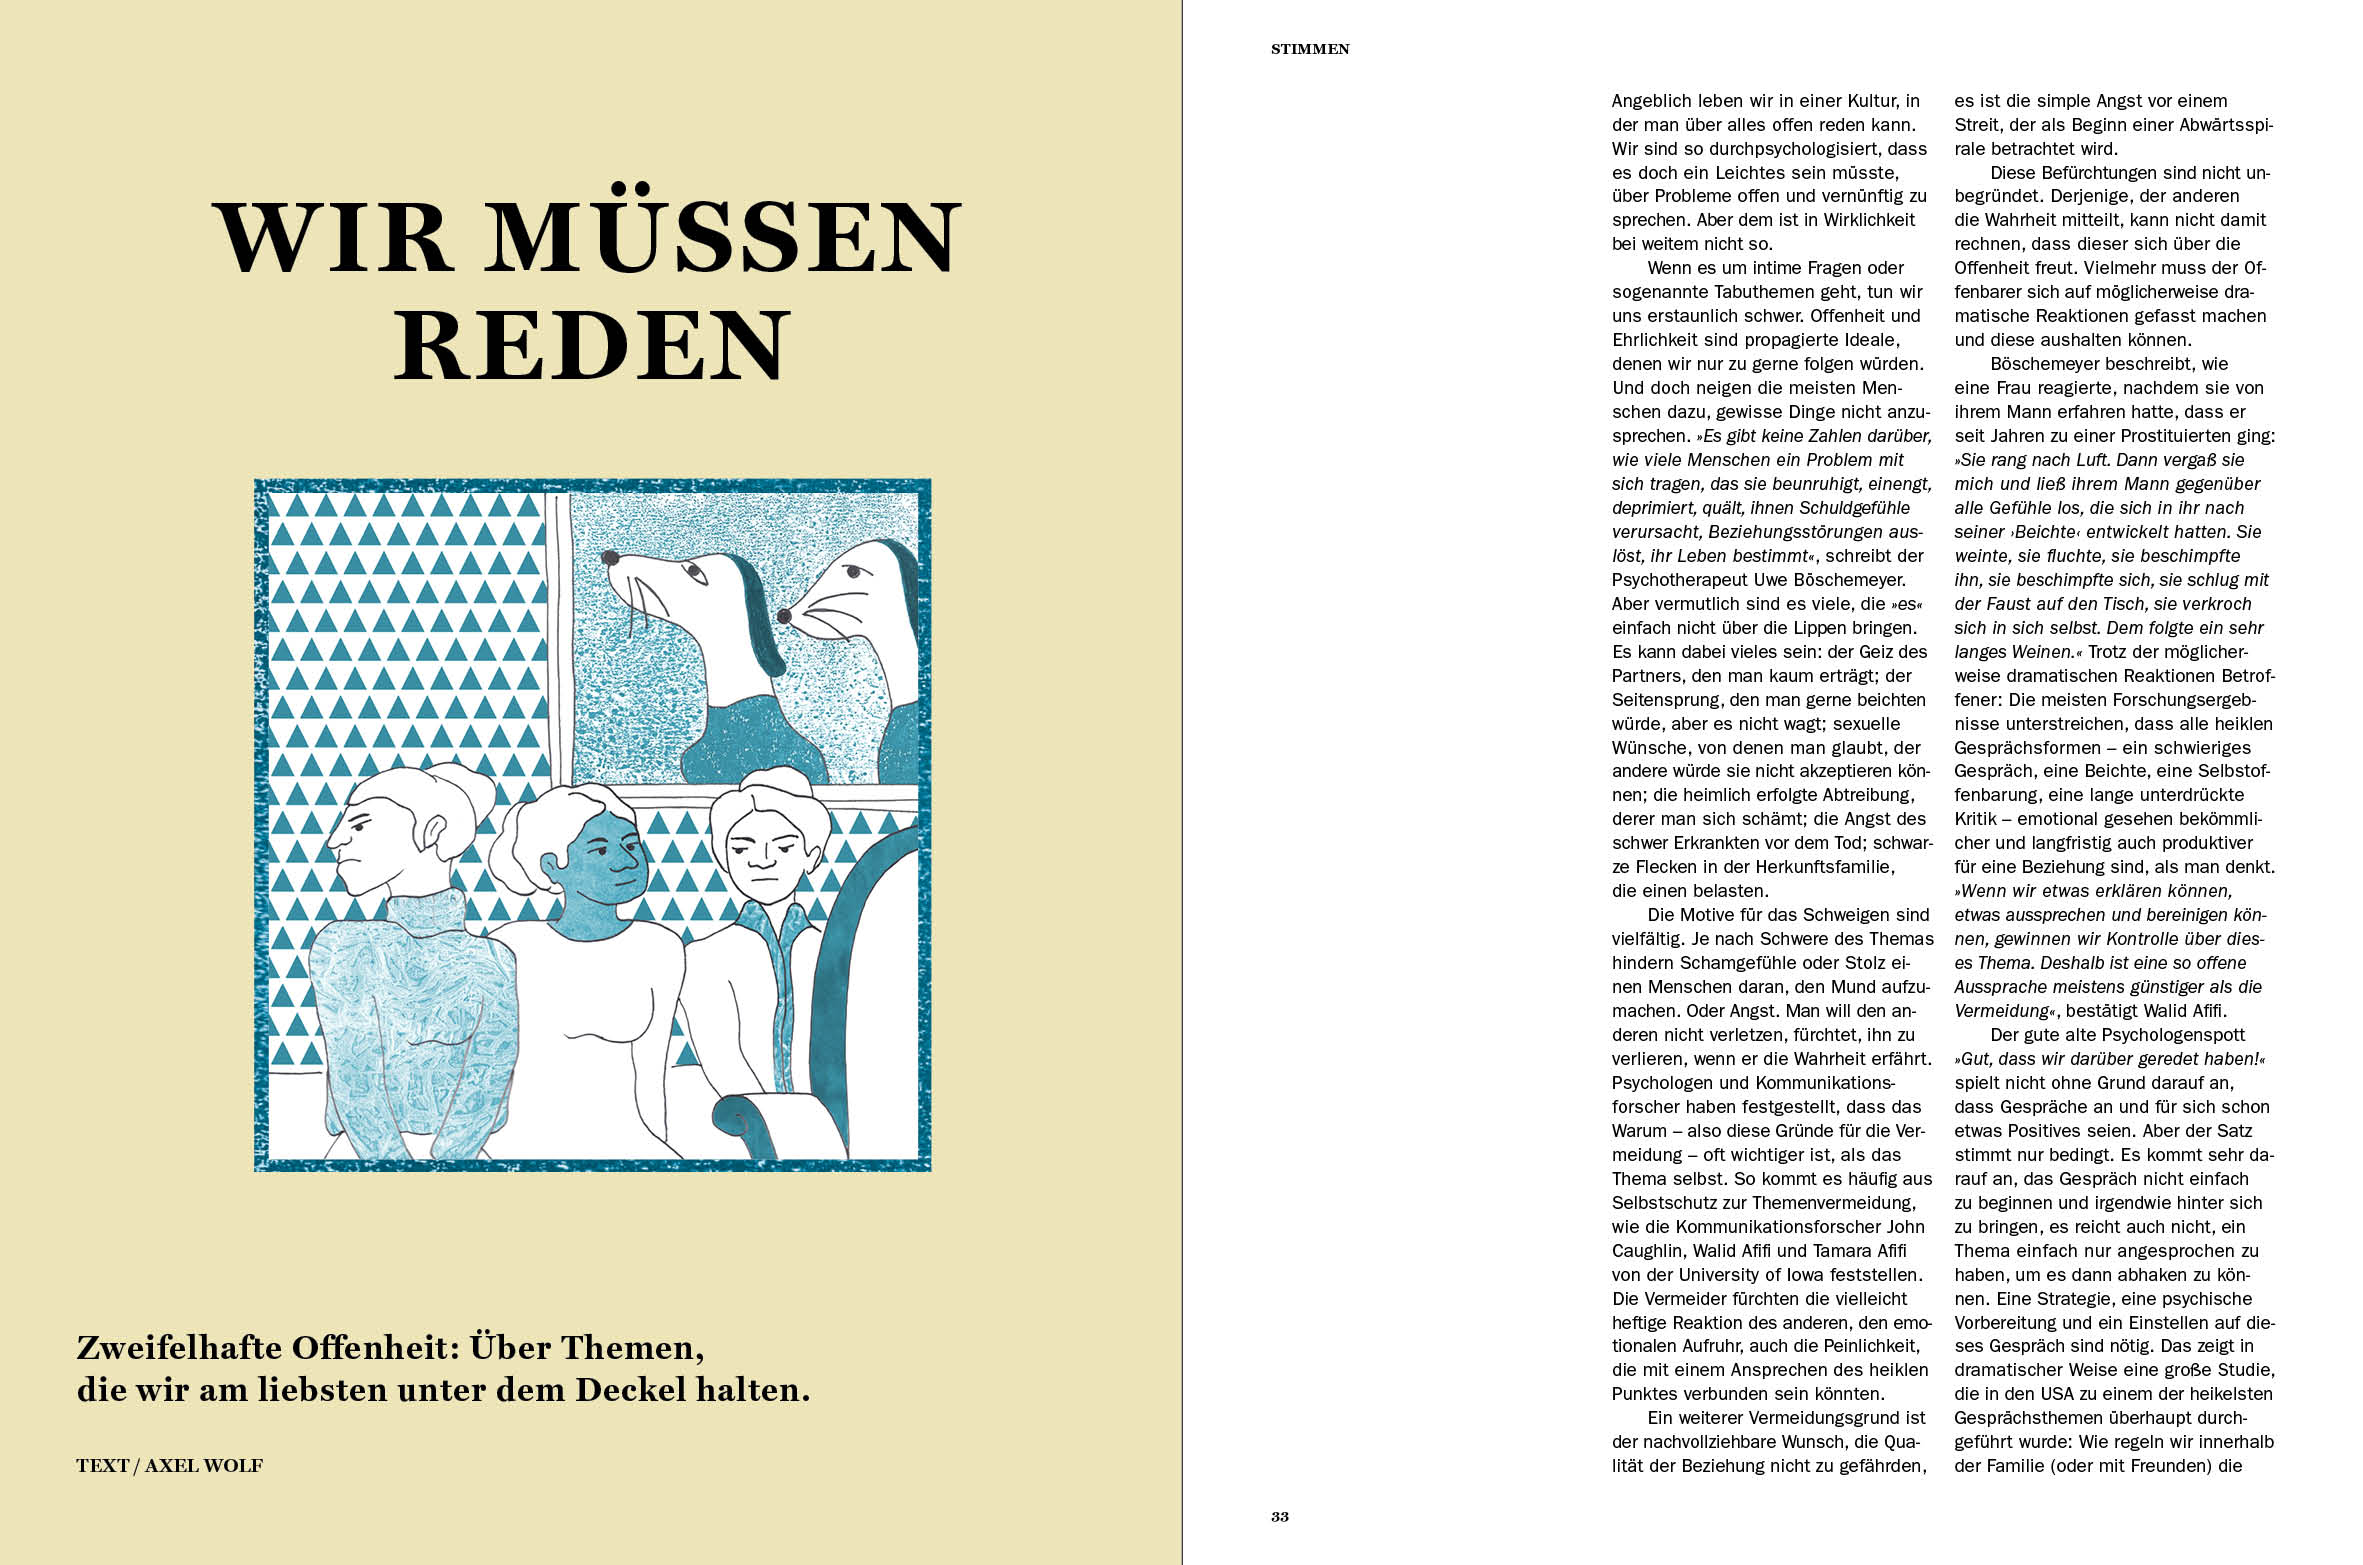 WIR MÜSSEN
REDEN
Zweifelhafte Offenheit: Über Themen,
die wir am liebsten unter dem Deckel halten.
TEXT / AXEL WOLF
STIMMEN
Angeblich leben wir in einer Kultur, in
der man über alles offen reden kann.
Wir sind so durchpsychologisiert, dass
es doch ein Leichtes sein müsste,
über Probleme offen und vernünftig zu
sprechen. Aber dem ist in Wirklichkeit
bei weitem nicht so.
Wenn es um intime Fragen oder
sogenannte Tabuthemen geht, tun wir
uns erstaunlich schwer. Offenheit und
Ehrlichkeit sind propagierte Ideale,
denen wir nur zu gerne folgen würden.
Und doch neigen die meisten Men-
schen dazu, gewisse Dinge nicht anzu-
sprechen. »Es gibt keine Zahlen darüber,
wie viele Menschen ein Problem mit
sich tragen, das sie beunruhigt, einengt,
deprimiert, quält, ihnen Schuldgefühle
verursacht, Beziehungsstörungen aus-
löst, ihr Leben bestimmt«, schreibt der
Psychotherapeut Uwe Böschemeyer.
Aber vermutlich sind es viele, die »es«
einfach nicht über die Lippen bringen.
Es kann dabei vieles sein: der Geiz des
Partners, den man kaum erträgt; der
Seitensprung, den man gerne beichten
würde, aber es nicht wagt; sexuelle
Wünsche, von denen man glaubt, der
andere würde sie nicht akzeptieren kön-
nen; die heimlich erfolgte Abtreibung,
derer man sich schämt; die Angst des
schwer Erkrankten vor dem Tod; schwar-
ze Flecken in der Herkunftsfamilie,
die einen belasten.
Die Motive für das Schweigen sind
vielfältig. Je nach Schwere des Themas
hindern Schamgefühle oder Stolz ei-
nen Menschen daran, den Mund aufzu-
machen. Oder Angst. Man will den an-
deren nicht verletzen, fürchtet, ihn zu
verlieren, wenn er die Wahrheit erfährt.
Psychologen und Kommunikations-
forscher haben festgestellt, dass das
Warum – also diese Gründe für die Ver-
meidung – oft wichtiger ist, als das
Thema selbst. So kommt es häufig aus
Selbstschutz zur Themenvermeidung,
wie die Kommunikationsforscher John
Caughlin, Walid Afifi und Tamara Afifi
von der University of Iowa feststellen.
Die Vermeider fürchten die vielleicht
heftige Reaktion des anderen, den emo-
tionalen Aufruhr, auch die Peinlichkeit,
die mit einem Ansprechen des heiklen
Punktes verbunden sein könnten.
Ein weiterer Vermeidungsgrund ist
der nachvollziehbare Wunsch, die Qua-
lität der Beziehung nicht zu gefährden,
es ist die simple Angst vor einem
Streit, der als Beginn einer Abwärtsspi-
rale betrachtet wird.
Diese Befürchtungen sind nicht un-
begründet. Derjenige, der anderen
die Wahrheit mitteilt, kann nicht damit
rechnen, dass dieser sich über die
Offenheit freut. Vielmehr muss der Of-
fenbarer sich auf möglicherweise dra-
matische Reaktionen gefasst machen
und diese aushalten können.
Böschemeyer beschreibt, wie
eine Frau reagierte, nachdem sie von
ihrem Mann erfahren hatte, dass er
seit Jahren zu einer Prostituierten ging:
»Sie rang nach Luft. Dann vergaß sie
mich und ließ ihrem Mann gegenüber
alle Gefühle los, die sich in ihr nach
seiner ›Beichte‹ entwickelt hatten. Sie
weinte, sie fluchte, sie beschimpfte
ihn, sie beschimpfte sich, sie schlug mit
der Faust auf den Tisch, sie verkroch
sich in sich selbst. Dem folgte ein sehr
langes Weinen.« Trotz der möglicher-
weise dramatischen Reaktionen Betrof-
fener: Die meisten Forschungsergeb-
nisse unterstreichen, dass alle heiklen
Gesprächsformen – ein schwieriges
Gespräch, eine Beichte, eine Selbstof-
fenbarung, eine lange unterdrückte
Kritik – emotional gesehen bekömmli-
cher und langfristig auch produktiver
für eine Beziehung sind, als man denkt.
»Wenn wir etwas erklären können,
etwas aussprechen und bereinigen kön-
nen, gewinnen wir Kontrolle über dies-
es Thema. Deshalb ist eine so offene
Aussprache meistens günstiger als die
Vermeidung«, bestätigt Walid Afifi.
Der gute alte Psychologenspott
»Gut, dass wir darüber geredet haben!«
spielt nicht ohne Grund darauf an,
dass Gespräche an und für sich schon
etwas Positives seien. Aber der Satz
stimmt nur bedingt. Es kommt sehr da-
rauf an, das Gespräch nicht einfach
zu beginnen und irgendwie hinter sich
zu bringen, es reicht auch nicht, ein
Thema einfach nur angesprochen zu
haben, um es dann abhaken zu kön-
nen. Eine Strategie, eine psychische
Vorbereitung und ein Einstellen auf die-
ses Gespräch sind nötig. Das zeigt in
dramatischer Weise eine große Studie,
die in den USA zu einem der heikelsten
Gesprächsthemen überhaupt durch-
geführt wurde: Wie regeln wir innerhalb
der Familie (oder mit Freunden) die
33